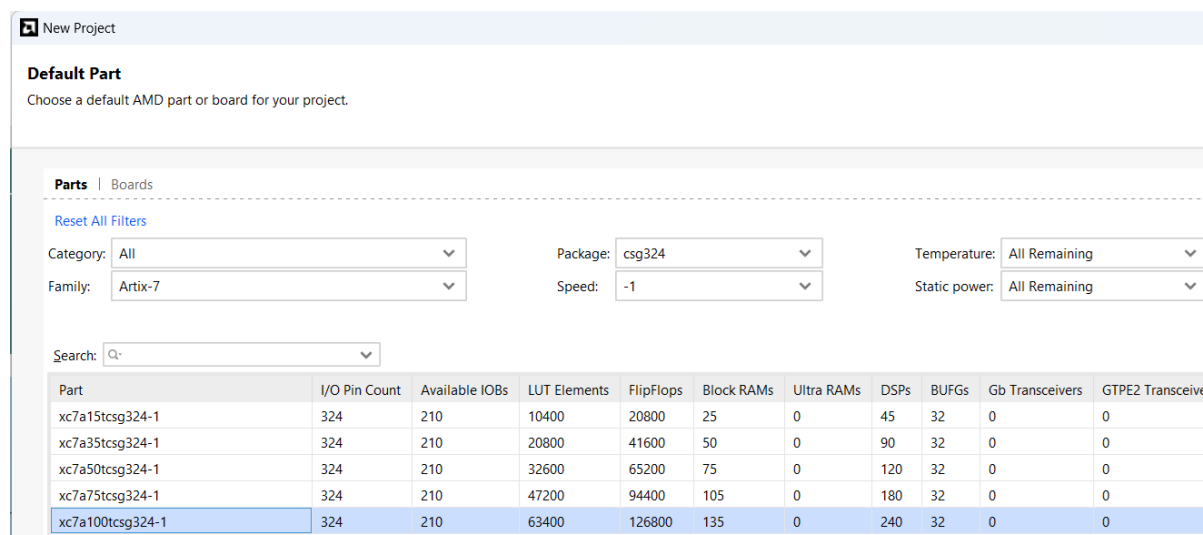 New Project
Default Part
Choose a default AMD part or board for your project.
Parts | Boards
Reset All Filters
Category: All Package: csg324 Temperature: All Remaining
Family: Artix-7 Speed: -1 Static power: All Remaining
Search:
Part I/O Pin Count Available IOBs LUT Elements FlipFlops Block RAMs Ultra RAMs DSPs BUFGs Gb Transceivers GTPE2 Transceive
xc7a15tcsg324-1 324 210 10400 20800 25 0 45 32 0 0
xc7a35tcsg324-1 324 210 20800 41600 50 0 90 32 0 0
xc7a50tcsg324-1 324 210 32600 65200 75 0 120 32 0 0
xc7a75tcsg324-1 324 210 47200 94400 105 0 180 32 0 0
xc7a100tcsg324-1 324 210 63400 126800 135 0 240 32 0 0